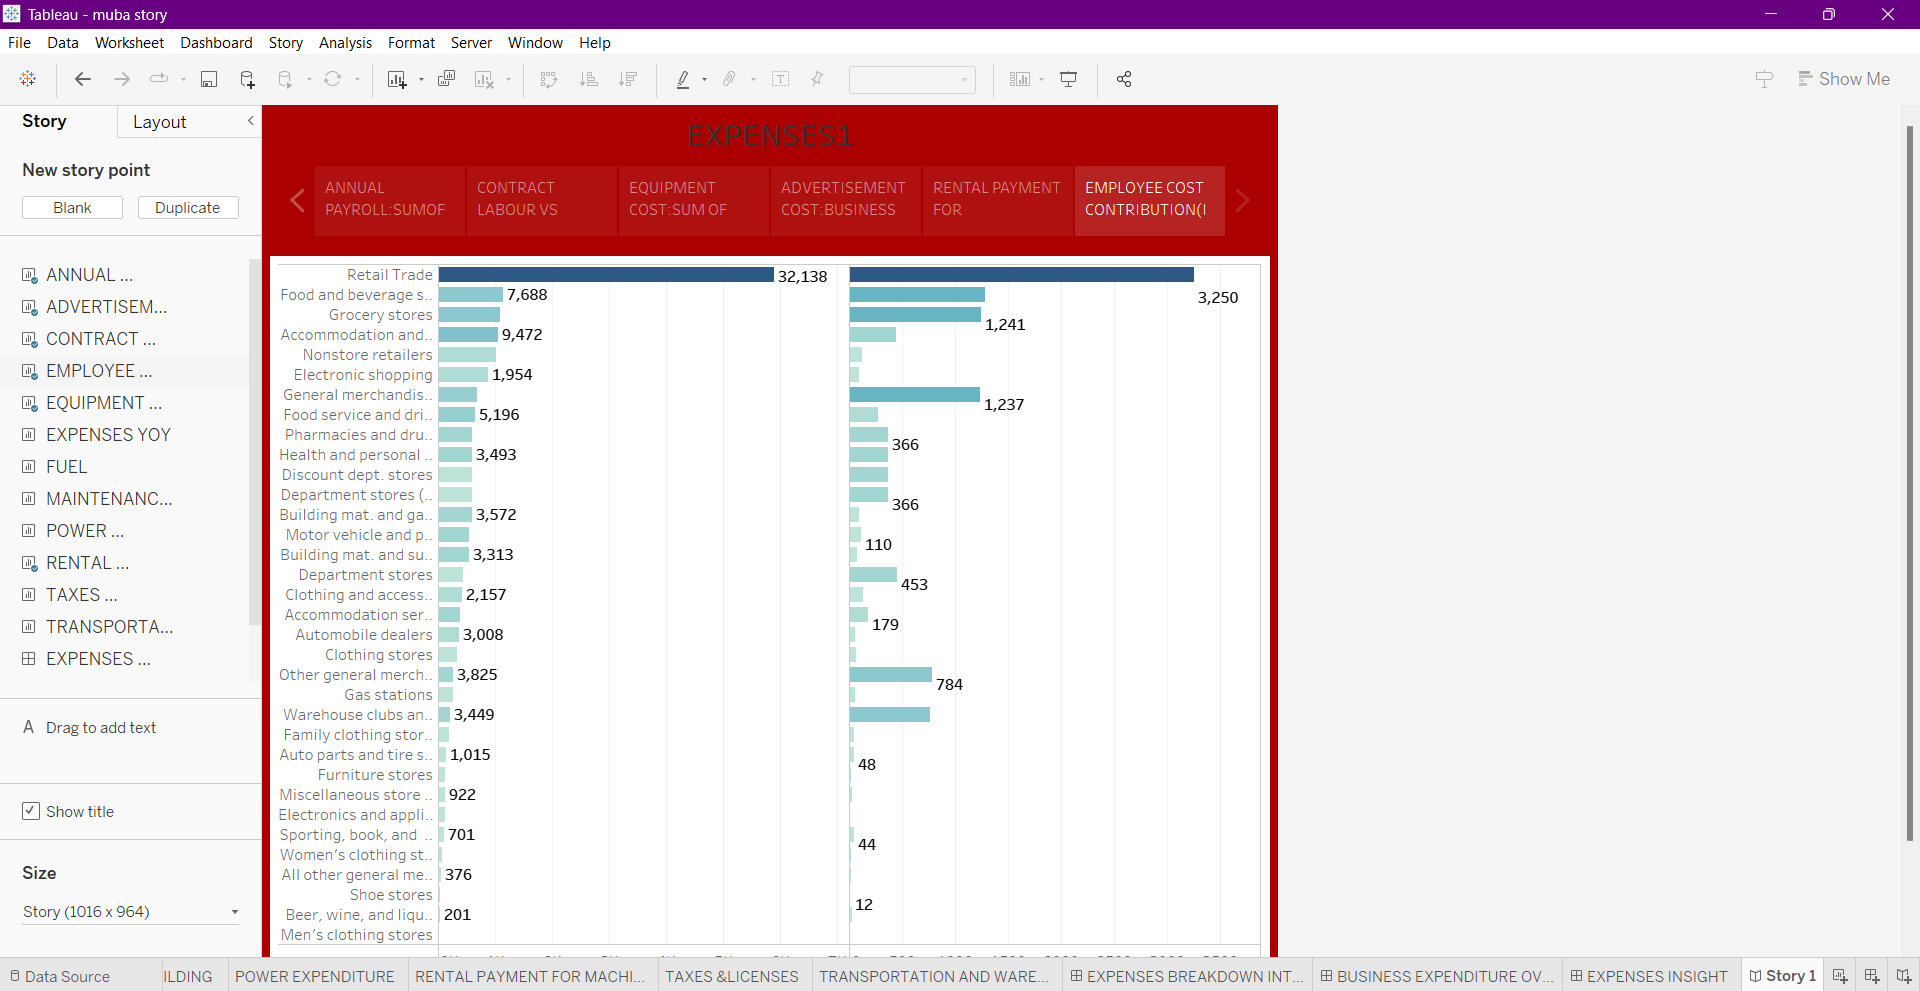 Tableau - muba story
File Data Worksheet Dashboard Story Analysis Format Server Window Help
Show Me
Story Layout
New story point
Blank Duplicate
ANNUAL ...
ADVERTISEM...
CONTRACT ...
EMPLOYEE ...
EQUIPMENT ...
EXPENSES YOY
FUEL
MAINTENANC...
POWER ...
RENTAL ...
TAXES ...
TRANSPORTA...
EXPENSES ...
A Drag to add text
Show title
Size
Story (1016 x 964)
EXPENSES1
ANNUAL
PAYROLL:SUMOF
CONTRACT
LABOUR VS
EQUIPMENT
COST:SUM OF
ADVERTISEMENT
COST:BUSINESS
RENTAL PAYMENT
FOR
EMPLOYEE COST
CONTRIBUTION(I
Retail Trade 32,138 3,250
Food and beverage s.. 7,688
Grocery stores 1,241
Accommodation and.. 9,472
Nonstore retailers
Electronic shopping 1,954
General merchandis.. 1,237
Food service and dri.. 5,196
Pharmacies and dru.. 366
Health and personal .. 3,493
Discount dept. stores
Department stores (.. 366
Building mat. and ga.. 3,572
Motor vehicle and p.. 110
Building mat. and su.. 3,313
Department stores 453
Clothing and access.. 2,157
Accommodation ser.. 179
Automobile dealers 3,008
Clothing stores
Other general merch.. 3,825 784
Gas stations
Warehouse clubs an.. 3,449
Family clothing stor..
Auto parts and tire s.. 1,015 48
Furniture stores
Miscellaneous store .. 922
Electronics and appli..
Sporting, book, and .. 701 44
Women's clothing st..
All other general me.. 376
Shoe stores 12
Beer, wine, and liqu.. 201
Men's clothing stores
Data Source ILDING POWER EXPENDITURE RENTAL PAYMENT FOR MACHI... TAXES &LICENSES TRANSPORTATION AND WARE... EXPENSES BREAKDOWN INT... BUSINESS EXPENDITURE OV... EXPENSES INSIGHT Story 1